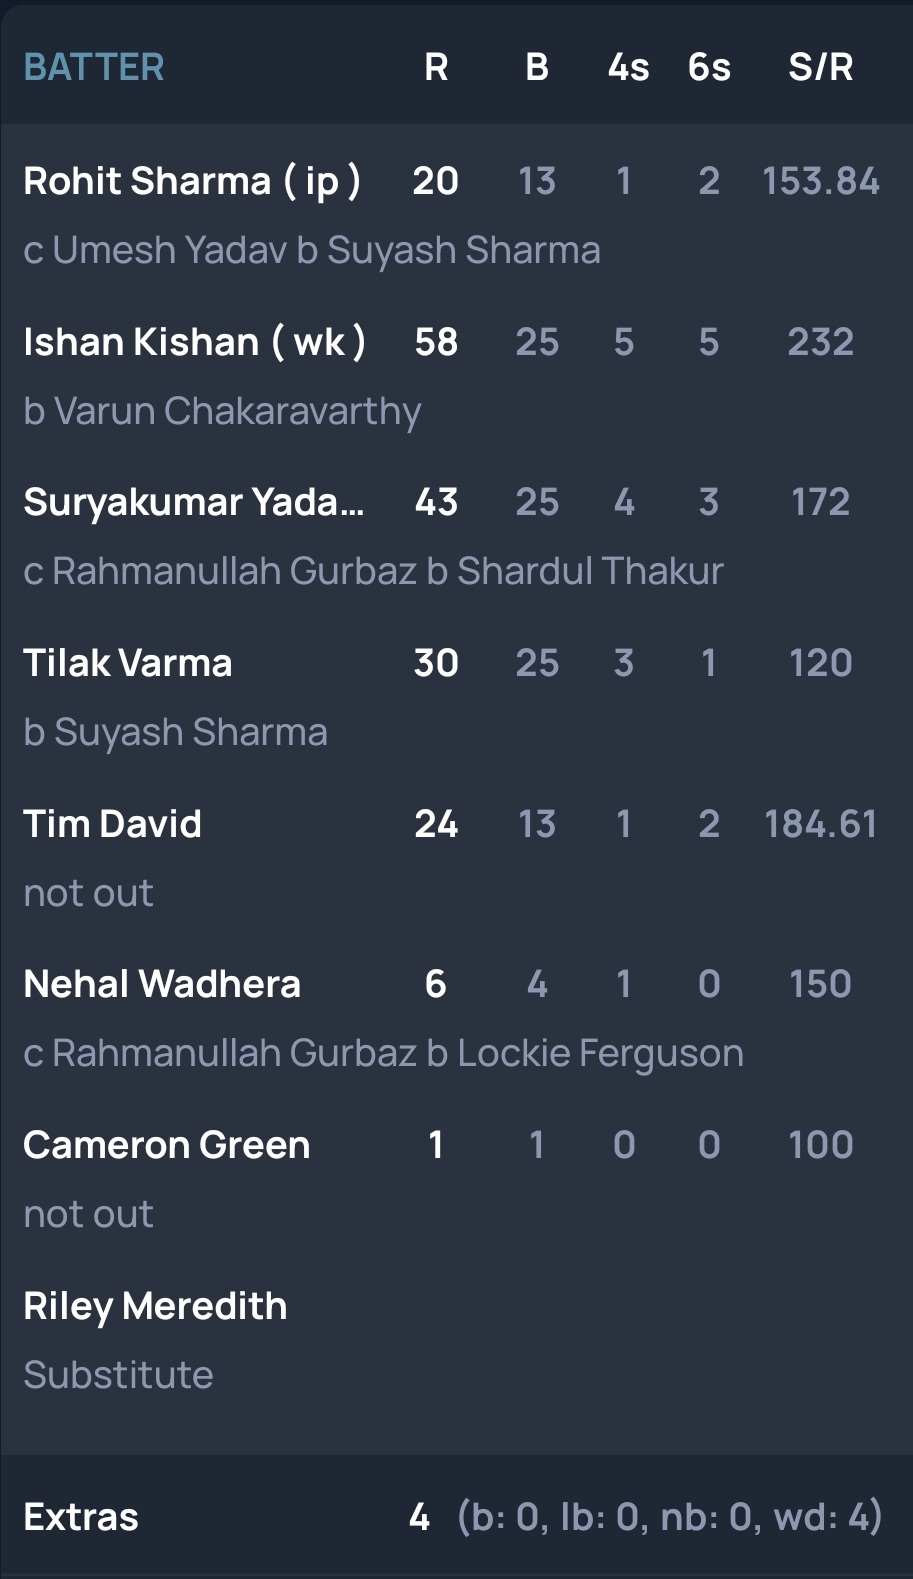 BATTER R B 4s 6s S/R
Rohit Sharma ( ip ) 20 13 1 2 153.84
c Umesh Yadav b Suyash Sharma
Ishan Kishan ( wk ) 58 25 5 5 232
b Varun Chakaravarthy
Suryakumar Yada... 43 25 4 3 172
c Rahmanullah Gurbaz b Shardul Thakur
Tilak Varma 30 25 3 1 120
b Suyash Sharma
Tim David 24 13 1 2 184.61
not out
Nehal Wadhera 6 4 1 0 150
c Rahmanullah Gurbaz b Lockie Ferguson
Cameron Green 1 1 0 0 100
not out
Riley Meredith
Substitute
Extras 4 (b: 0, lb: 0, nb: 0, wd: 4)